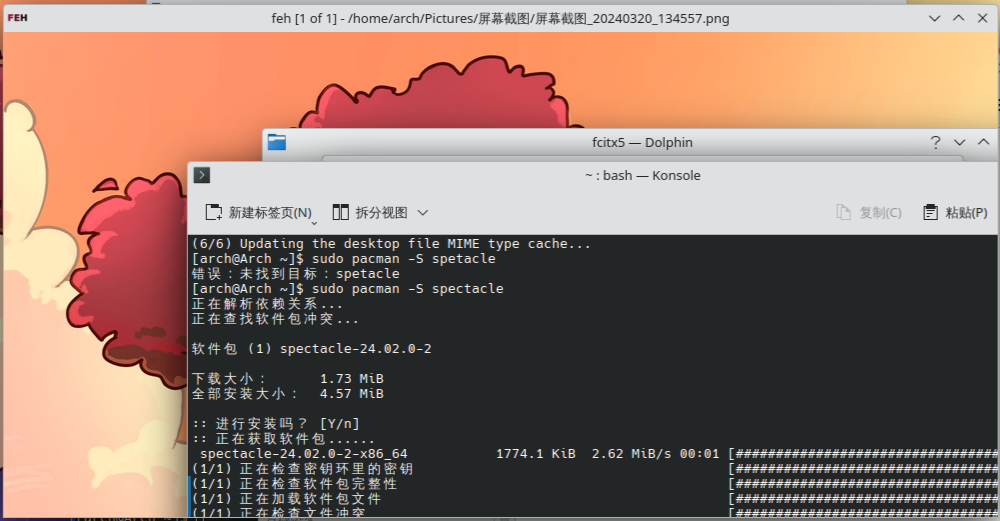 FEH
feh [1 of 1] - /home/arch/Pictures/屏幕截图/屏幕截图_20240320_134557.png
fcitx5 — Dolphin
~ : bash — Konsole
新建标签页(N) 拆分视图 复制(C) 粘贴(P)
(6/6) Updating the desktop file MIME type cache...
[arch@Arch ~]$ sudo pacman -S spetacle
错误：未找到目标：spetacle
[arch@Arch ~]$ sudo pacman -S spectacle
正在解析依赖关系...
正在查找软件包冲突...
软件包 (1) spectacle-24.02.0-2
下载大小： 1.73 MiB
全部安装大小： 4.57 MiB
:: 进行安装吗？ [Y/n]
:: 正在获取软件包......
spectacle-24.02.0-2-x86_64 1774.1 KiB 2.62 MiB/s 00:01 [##################################
(1/1) 正在检查密钥环里的密钥 [##################################
(1/1) 正在检查软件包完整性 [##################################
(1/1) 正在加载软件包文件 [##################################
(1/1) 正在检查文件冲突 [##################################